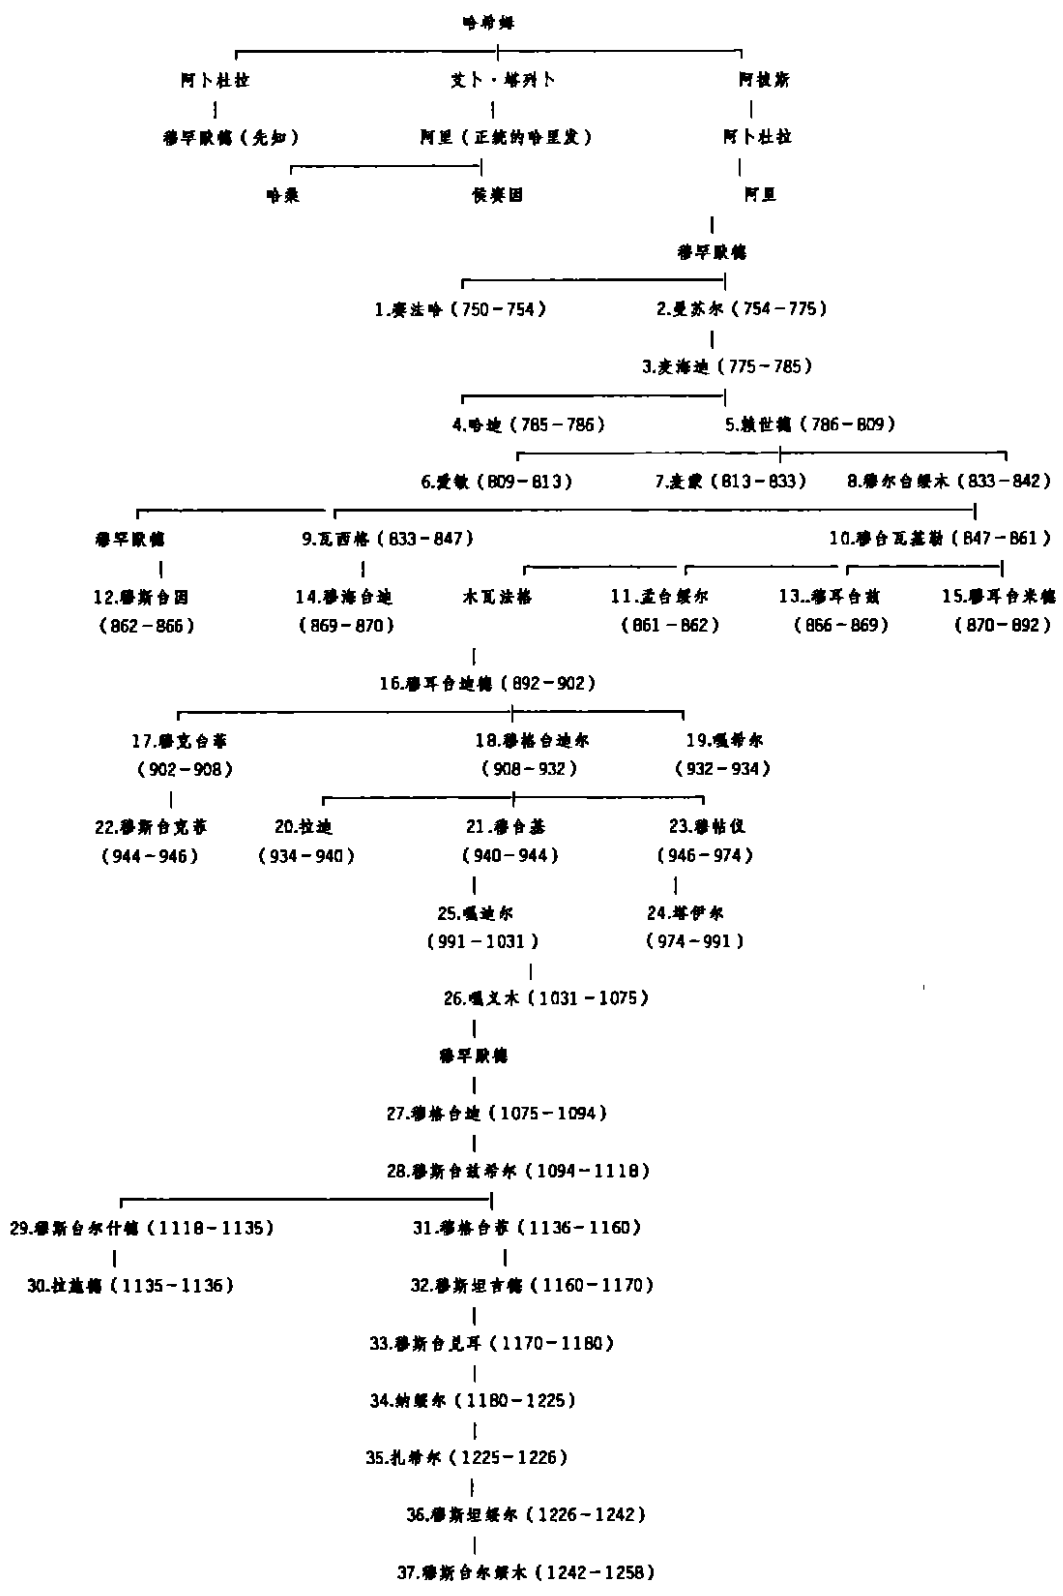 哈希姆
阿卜杜拉 艾卜·塔列卜 阿拔斯
穆罕默德(先知) 阿里(正统的哈里发) 阿卜杜拉
哈桑 侯赛因 阿里
穆罕默德
1.赛法哈(750-754) 2.曼苏尔(754-775)
3.麦海迪(775-785)
4.哈迪(785-786) 5.赖世德(786-809)
6.爱敏(809-813) 7.麦蒙(813-833) 8.穆尔台绥木(833-842)
穆罕默德 9.瓦西格(833-847) 10.穆台瓦基勒(847-861)
12.穆斯台因 14.穆海台迪 木瓦法格 11.孟台绥尔 13.穆耳台兹 15.穆耳台米德
(862-866) (869-870) (861-862) (866-869) (870-892)
16.穆耳台迪德(892-902)
17.穆克台菲 18.穆格台迪尔 19.嘎希尔
(902-908) (908-932) (932-934)
22.穆斯台克菲 20.拉迪 21.穆台基 23.穆帖仪
(944-946) (934-940) (940-944) (946-974)
25.嘎迪尔 24.塔伊尔
(991-1031) (974-991)
26.嘎义木(1031-1075)
穆罕默德
27.穆格台迪(1075-1094)
28.穆斯台兹希尔(1094-1118)
29.穆斯台尔什德(1118-1135) 31.穆格台菲(1136-1160)
30.拉施德(1135-1136) 32.穆斯坦吉德(1160-1170)
33.穆斯台兑耳(1170-1180)
34.纳绥尔(1180-1225)
35.扎希尔(1225-1226)
36.穆斯坦绥尔(1226-1242)
37.穆斯台尔绥木(1242-1258)